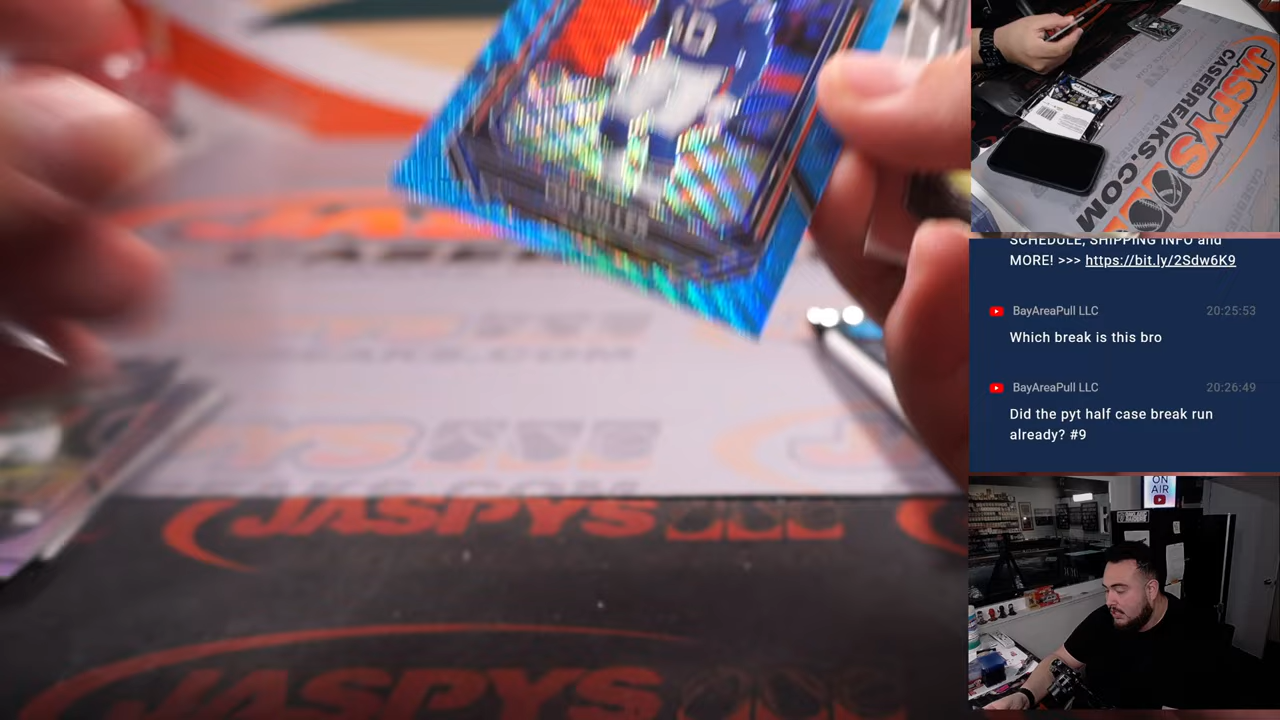 SCHEDULE, SHIPPING INFO and
MORE! >>> https://bit.ly/2Sdw6K9
BayAreaPull LLC 20:25:53
Which break is this bro
BayAreaPull LLC 20:26:49
Did the pyt half case break run
already? #9
JASPYS
CASEBREAKS.COM
ON
AIR
JASPYS
JASPYS
18